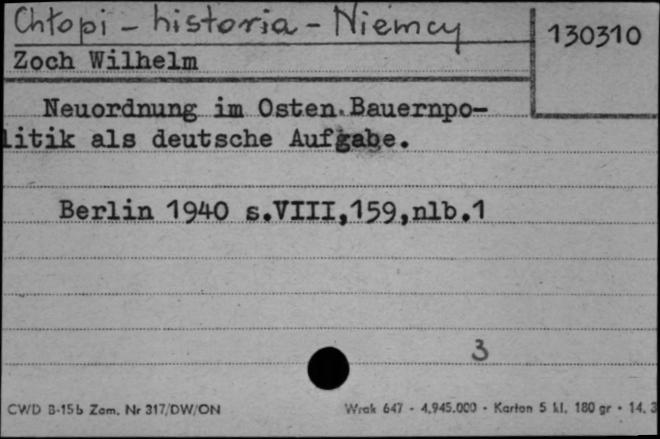 Chłopi - historia - Niemcy
130310
Zoch Wilhelm
Neuordnung im Osten.Bauernpo-
litik als deutsche Aufgabe.
Berlin 1940 s.VIII,159,nlb.1
3
CWD B-15b Zam. Nr 317/DW/ON
Wrak 647 - 4.945.000 - Karton 5 kl. 180 gr - 14. 3